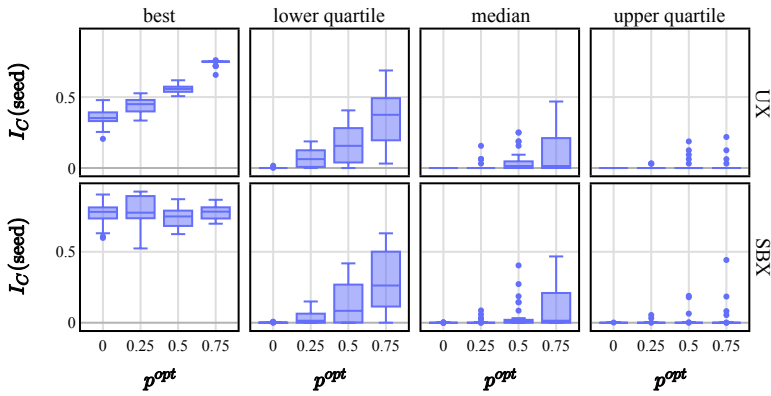 best lower quartile median upper quartile
I_C(seed)
0.5
0
UX
I_C(seed)
0.5
0
SBX
0 0.25 0.5 0.75 0 0.25 0.5 0.75 0 0.25 0.5 0.75 0 0.25 0.5 0.75
p^opt p^opt p^opt p^opt